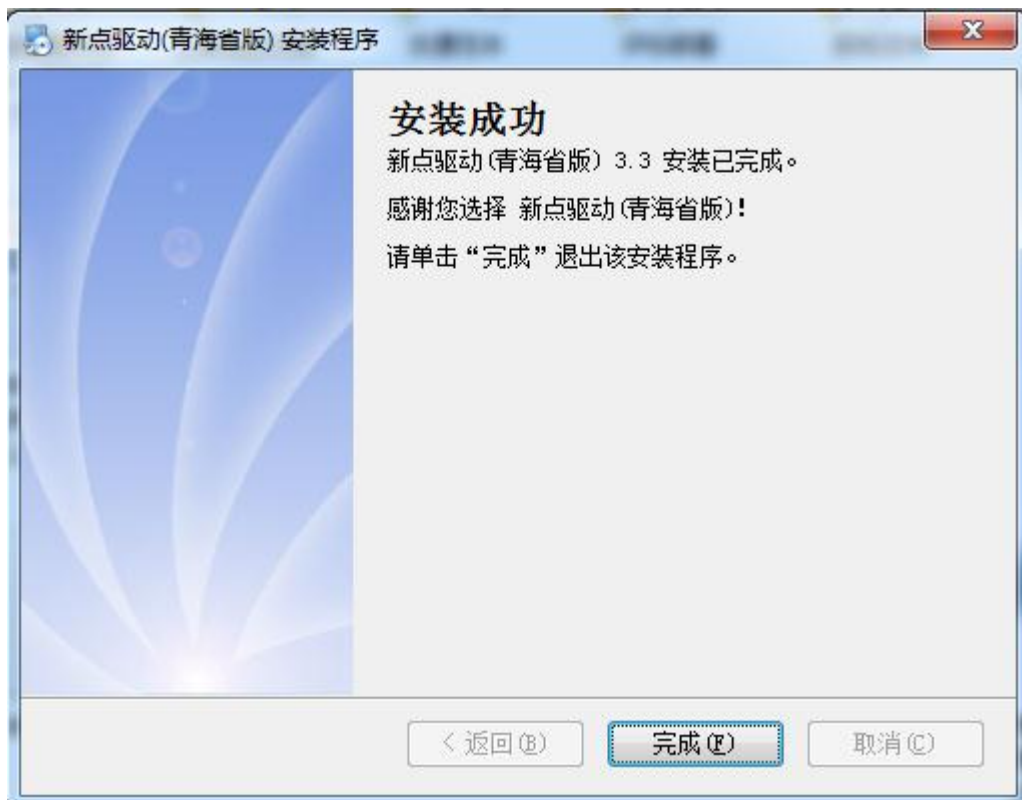 新点驱动(青海省版) 安装程序
安装成功
新点驱动(青海省版) 3.3 安装已完成。
感谢您选择 新点驱动(青海省版)!
请单击“完成”退出该安装程序。
< 返回(B)
完成(F)
取消(C)